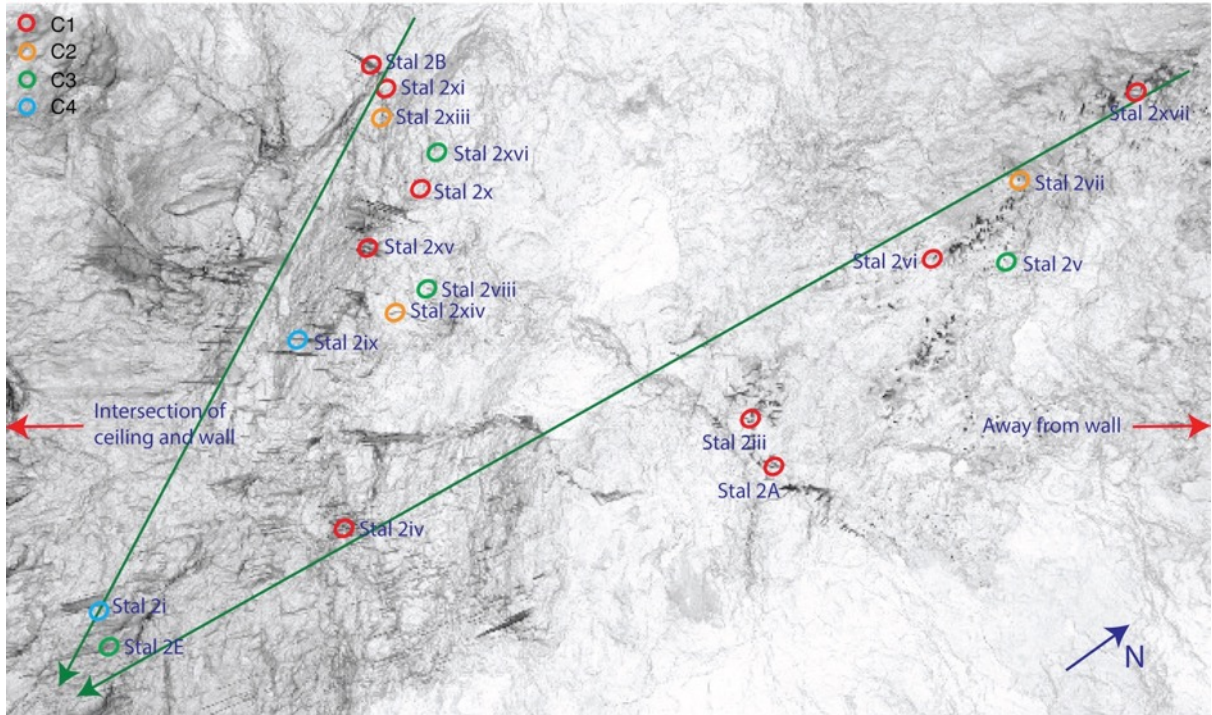 C1
C2
C3
C4
Stal 2B
Stal 2xi
Stal 2xiii
Stal 2xvi
Stal 2x
Stal 2xv
Stal 2viii
Stal 2xiv
Stal 2ix
Stal 2xvii
Stal 2vii
Stal 2vi
Stal 2v
Intersection of
ceiling and wall
Away from wall
Stal 2iii
Stal 2A
Stal 2iv
Stal 2i
Stal 2E
N